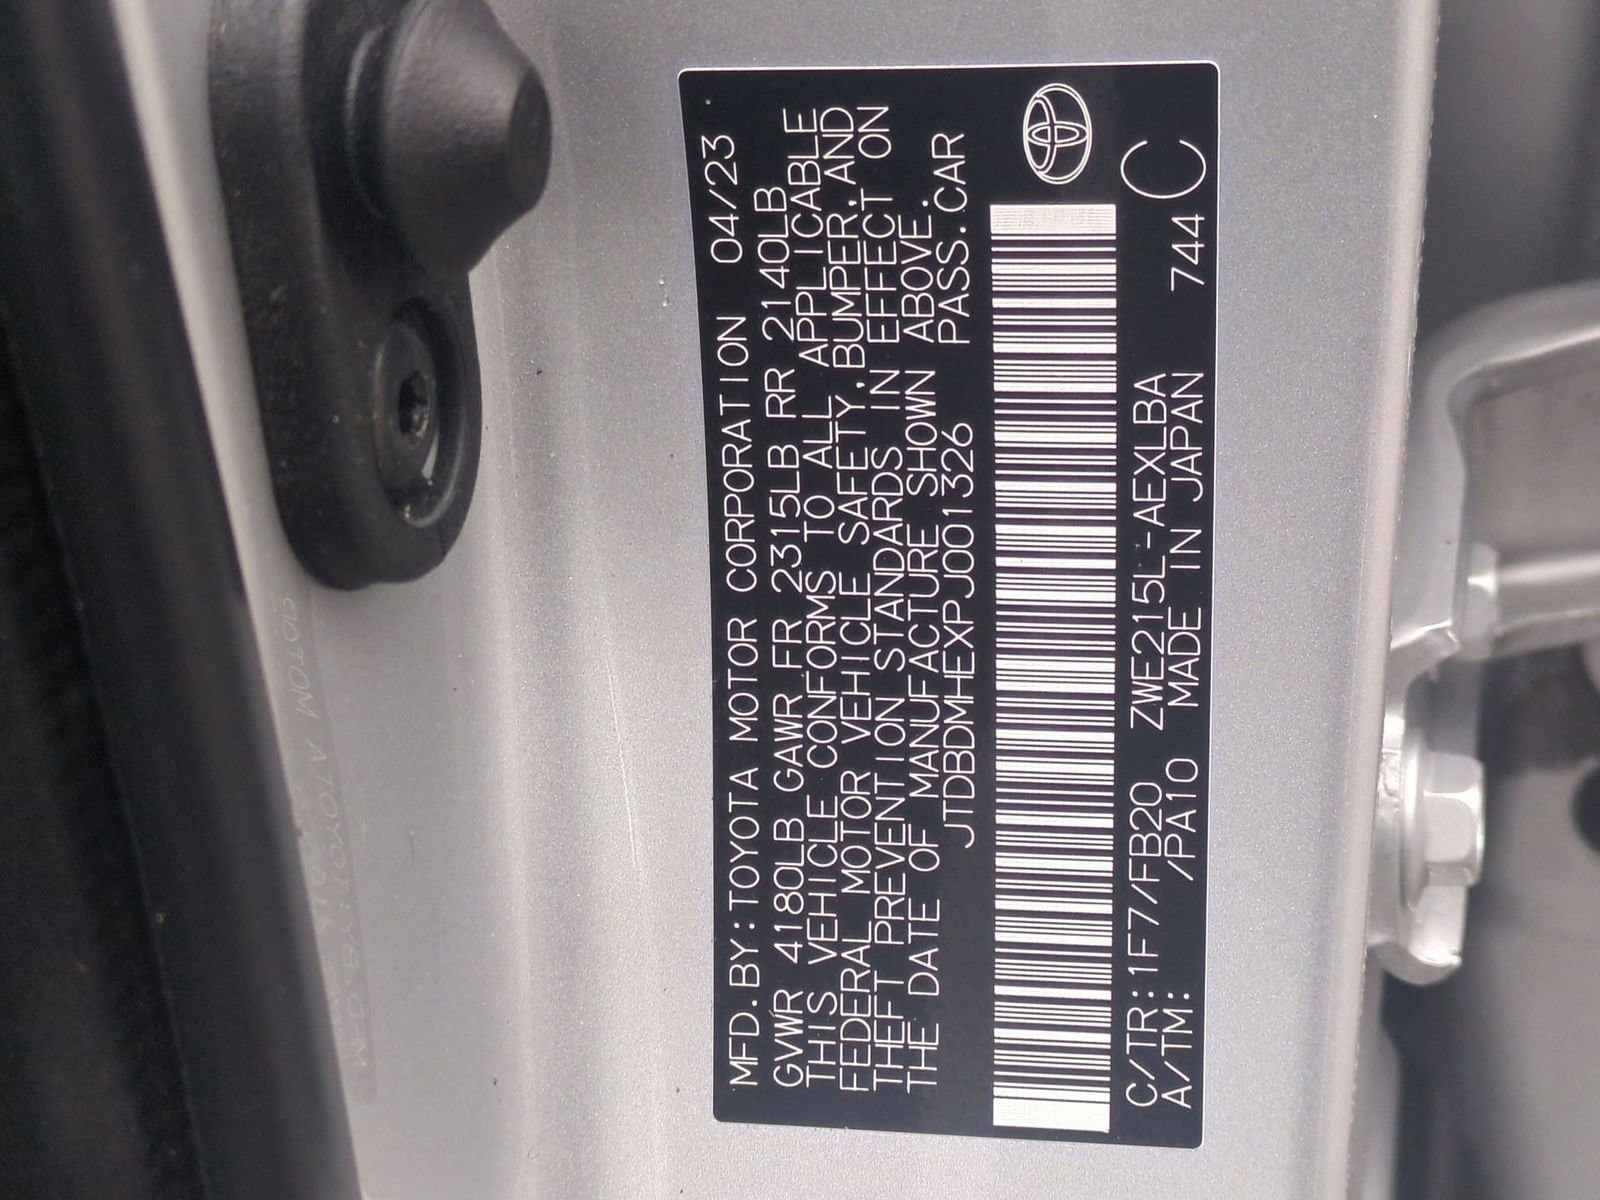 MFD.BY:TOYOTA MOTOR CORPORATION 04/23
GVWR 4180LB GAWR FR 2315LB RR 2140LB
THIS VEHICLE CONFORMS TO ALL APPLICABLE
FEDERAL MOTOR VEHICLE SAFETY,BUMPER,AND
THEFT PREVENTION STANDARDS IN EFFECT ON
THE DATE OF MANUFACTURE SHOWN ABOVE.
JTDBDMHEXPJ001326 PASS.CAR
C/TR:1F7/FB20 ZWE215L-AEXLBA
A/TM: /PA10 MADE IN JAPAN 744 C